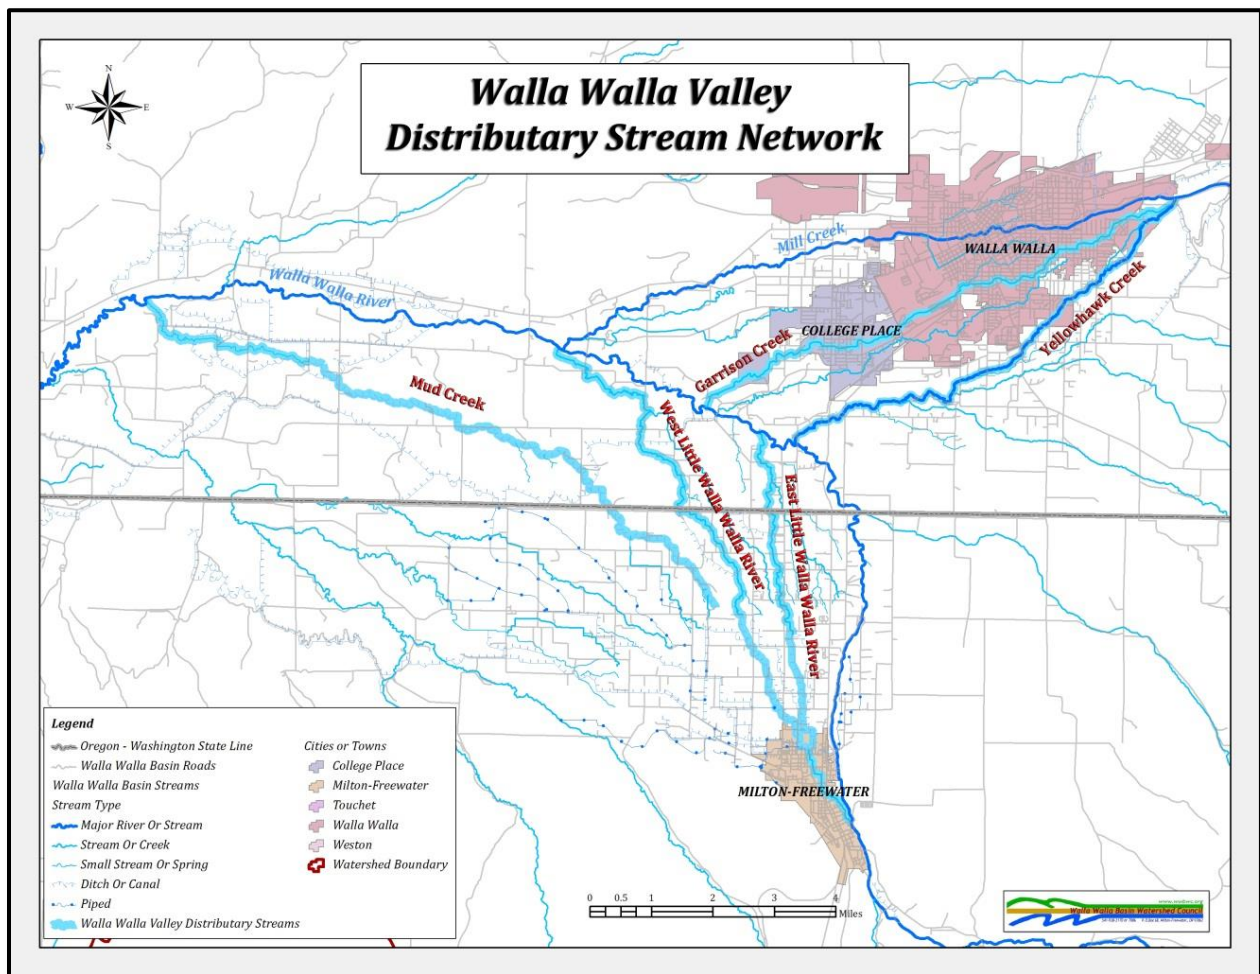 Walla Walla Valley
Distributary Stream Network
N
W
E
S
Mill Creek
WALLA WALLA
Walla Walla River
COLLEGE PLACE
Yellowhawk Creek
Garrison Creek
Mud Creek
West Little Walla Walla River
East Little Walla Walla River
MILTON-FREEWATER
Legend
Oregon - Washington State Line
Walla Walla Basin Roads
Walla Walla Basin Streams
Stream Type
Major River Or Stream
Stream Or Creek
Small Stream Or Spring
Ditch Or Canal
Piped
Walla Walla Valley Distributary Streams
Cities or Towns
College Place
Milton-Freewater
Touchet
Walla Walla
Weston
Watershed Boundary
0 0.5 1 2 3 4
Miles
Walla Walla Basin Watershed Council